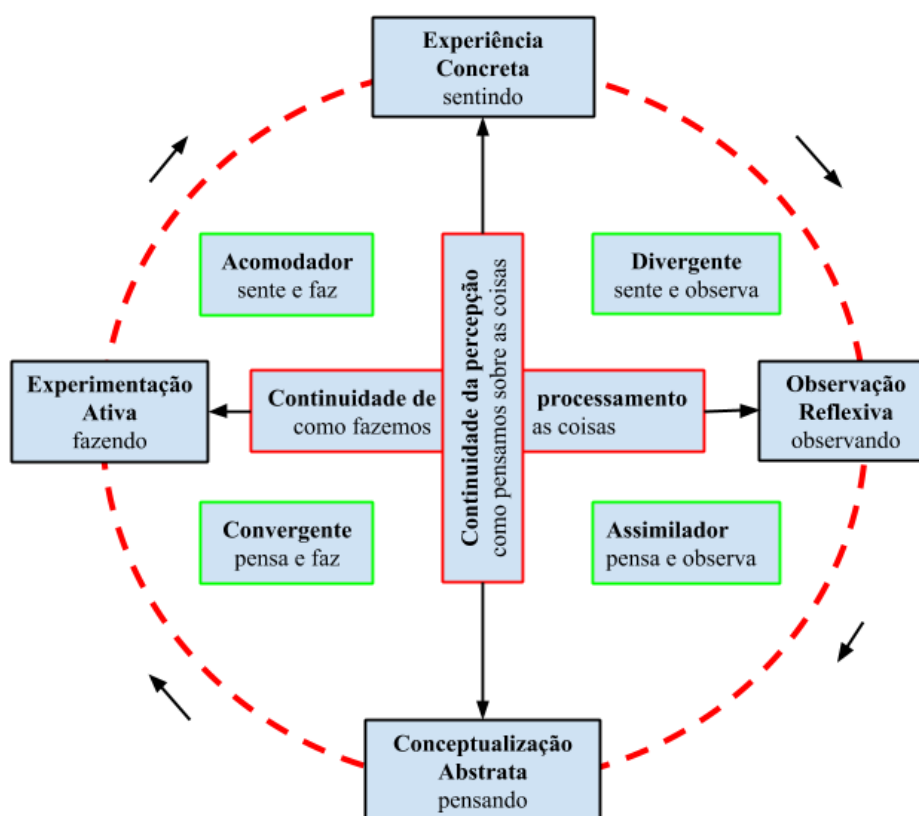 Experiência
Concreta
sentindo
Acomodador
sente e faz
Divergente
sente e observa
Experimentação
Ativa
fazendo
Continuidade de processamento
como fazemos as coisas
Continuidade da percepção
como pensamos sobre as coisas
Observação
Reflexiva
observando
Convergente
pensa e faz
Assimilador
pensa e observa
Conceptualização
Abstrata
pensando